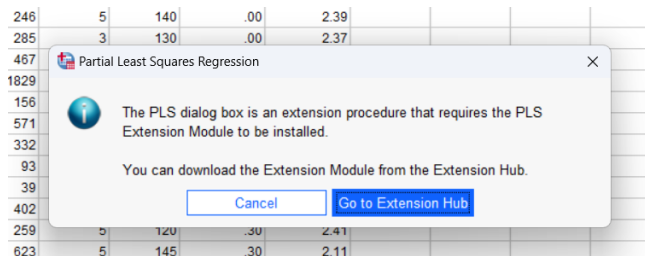 246 5 140 .00 2.39
285 3 130 .00 2.37
467 Partial Least Squares Regression
1829
156 The PLS dialog box is an extension procedure that requires the PLS
571 Extension Module to be installed.
332
93 You can download the Extension Module from the Extension Hub.
39
402 Cancel Go to Extension Hub
259 5 120 .30 2.41
623 5 145 .30 2.11